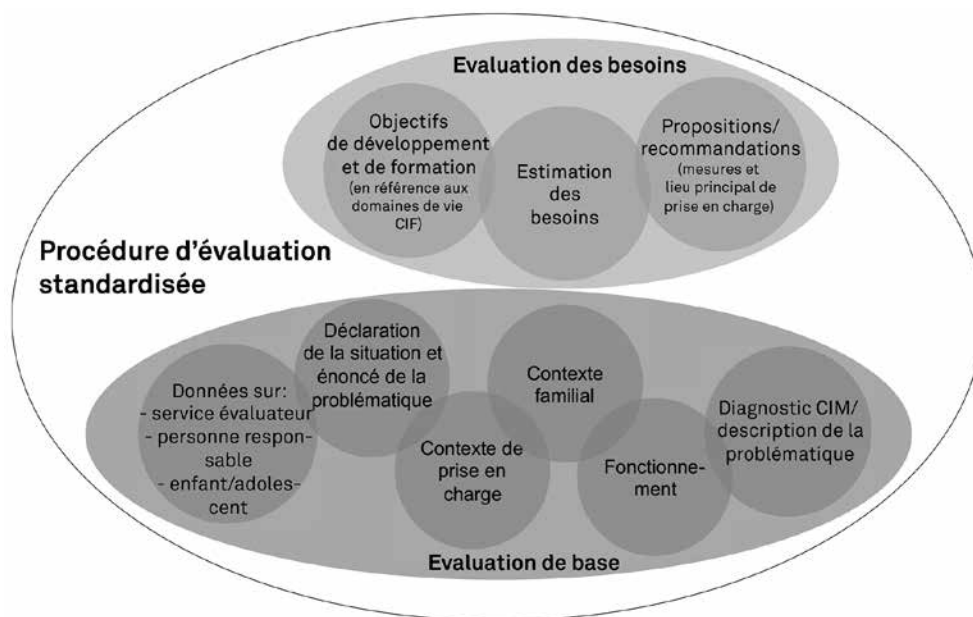 Evaluation des besoins
Objectifs
de développement
et de formation
(en référence aux
domaines de vie
CIF)
Estimation
des
besoins
Propositions/
recommandations
(mesures et
lieu principal de
prise en charge)
Procédure d’évaluation
standardisée
Données sur:
- service évaluateur
- personne respon-
sable
- enfant/adoles-
cent
Déclaration
de la situation et
énoncé de la
problématique
Contexte de
prise en
charge
Contexte
familial
Fonctionne-
ment
Diagnostic CIM/
description de la
problématique
Evaluation de base